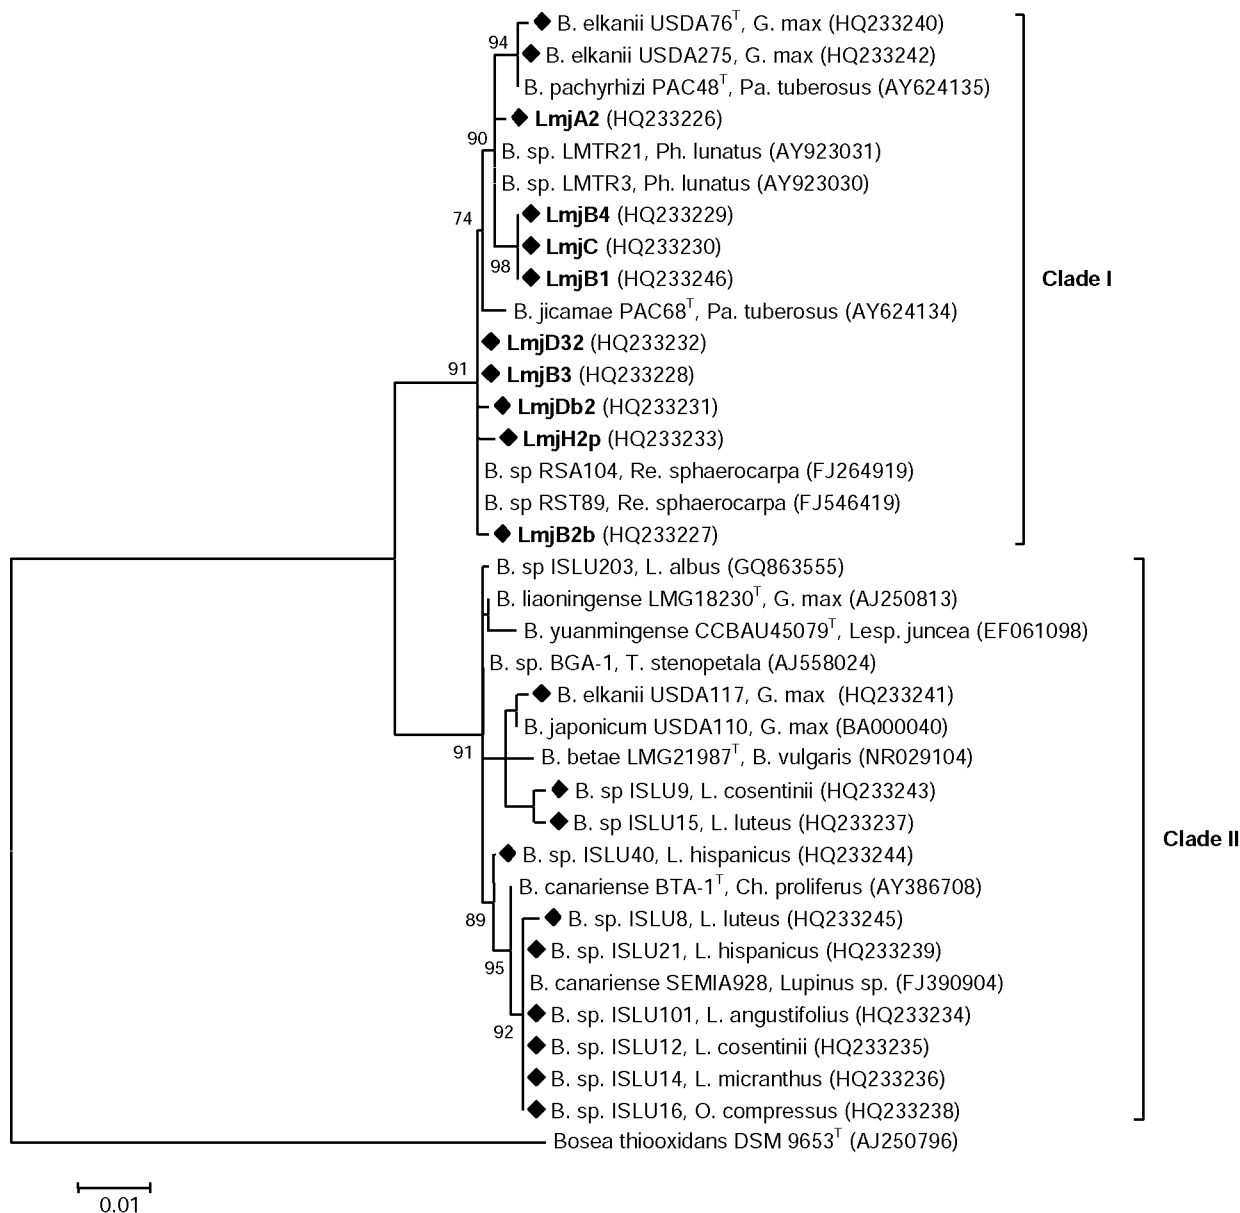 B. elkanii USDA76T, G. max (HQ233240)
94
B. elkanii USDA275, G. max (HQ233242)
B. pachyrhizi PAC48T, Pa. tuberosus (AY624135)
LmjA2 (HQ233226)
90
B. sp. LMTR21, Ph. lunatus (AY923031)
B. sp. LMTR3, Ph. lunatus (AY923030)
74
LmjB4 (HQ233229)
LmjC (HQ233230)
98
LmjB1 (HQ233246)
Clade I
B. jicamae PAC68T, Pa. tuberosus (AY624134)
LmjD32 (HQ233232)
91
LmjB3 (HQ233228)
LmjDb2 (HQ233231)
LmjH2p (HQ233233)
B. sp RSA104, Re. sphaerocarpa (FJ264919)
B. sp RST89, Re. sphaerocarpa (FJ546419)
LmjB2b (HQ233227)
B. sp ISLU203, L. albus (GQ863555)
B. liaoningense LMG18230T, G. max (AJ250813)
B. yuanmingense CCBAU45079T, Lesp. juncea (EF061098)
B. sp. BGA-1, T. stenopetala (AJ558024)
B. elkanii USDA117, G. max (HQ233241)
B. japonicum USDA110, G. max (BA000040)
91
B. betae LMG21987T, B. vulgaris (NR029104)
B. sp ISLU9, L. cosentinii (HQ233243)
B. sp ISLU15, L. luteus (HQ233237)
Clade II
B. sp. ISLU40, L. hispanicus (HQ233244)
B. canariense BTA-1T, Ch. proliferus (AY386708)
89
B. sp. ISLU8, L. luteus (HQ233245)
B. sp. ISLU21, L. hispanicus (HQ233239)
95
B. canariense SEMIA928, Lupinus sp. (FJ390904)
B. sp. ISLU101, L. angustifolius (HQ233234)
92
B. sp. ISLU12, L. cosentinii (HQ233235)
B. sp. ISLU14, L. micranthus (HQ233236)
B. sp. ISLU16, O. compressus (HQ233238)
Bosea thiooxidans DSM 9653T (AJ250796)
0.01